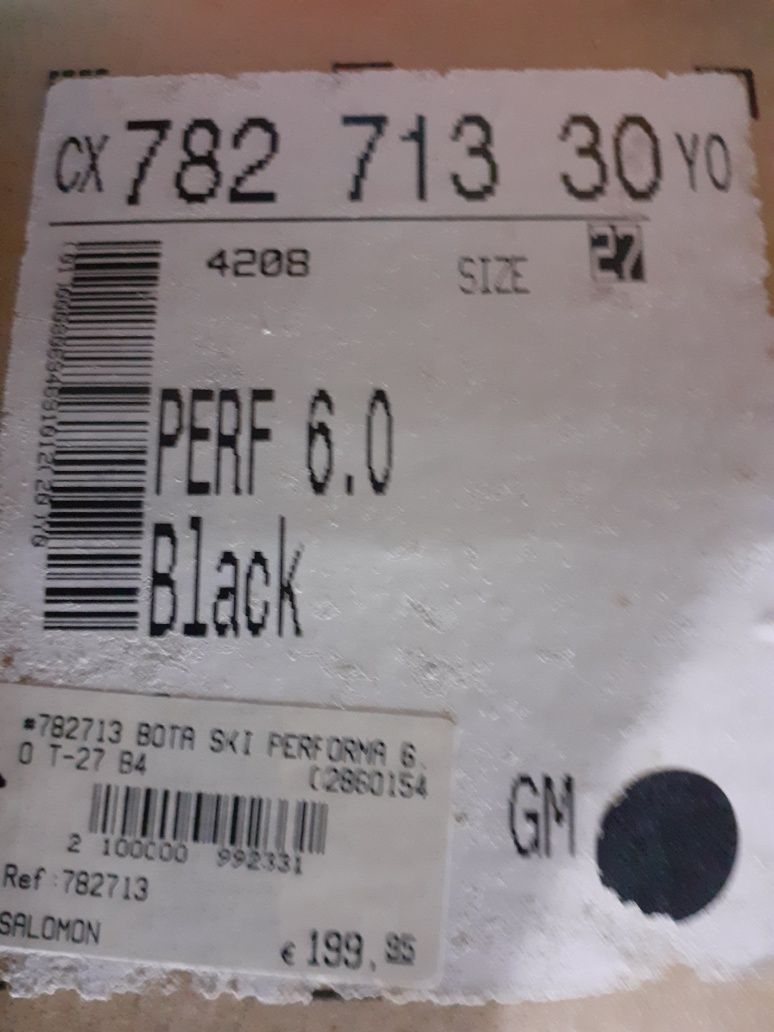 CX 782 713 30 YO
4208 SIZE 27
PERF 6.0
Black
#782713 BOTA SKI PERFORMA 6.
0 T-27 B4
02860154
2 100000 992331
Ref:782713
SALOMON
€ 199,95
GM